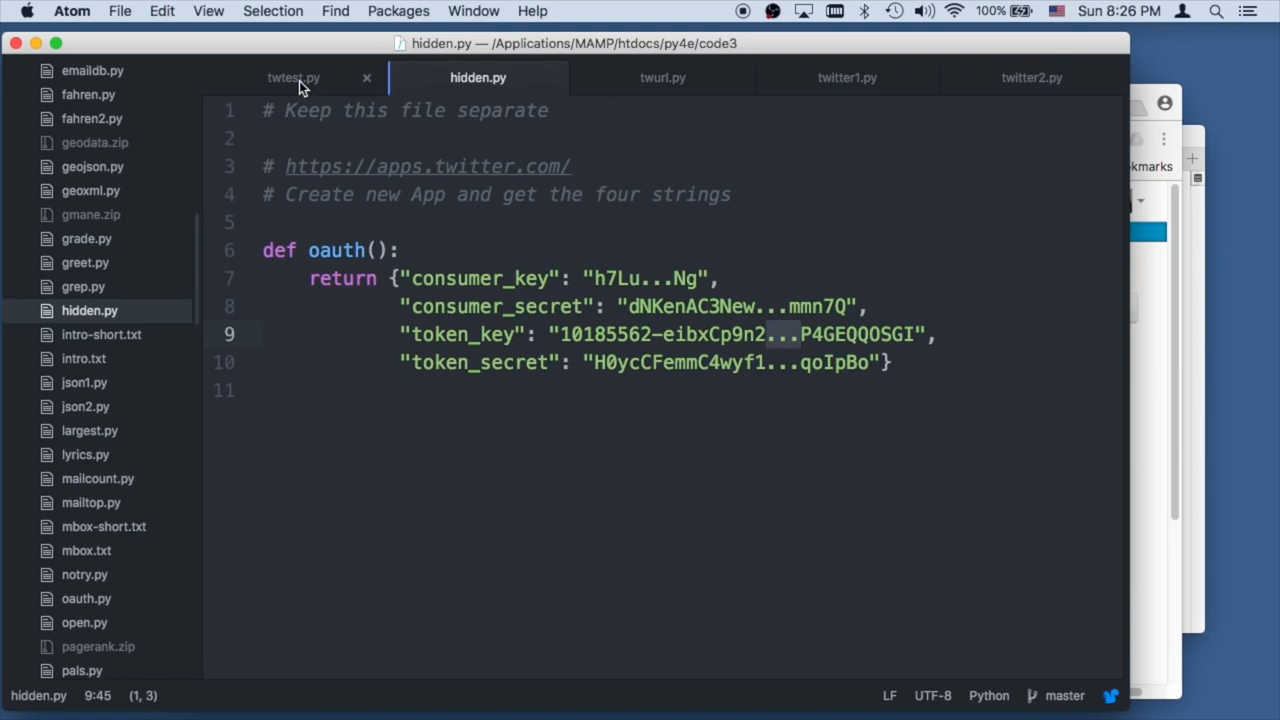 Atom File Edit View Selection Find Packages Window Help 100% Sun 8:26 PM
hidden.py — /Applications/MAMP/htdocs/py4e/code3
twtest.py hidden.py twurl.py twitter1.py twitter2.py
emaildb.py
fahren.py
fahren2.py
geodata.zip
geojson.py
geoxml.py
gmane.zip
grade.py
greet.py
grep.py
hidden.py
intro-short.txt
intro.txt
json1.py
json2.py
largest.py
lyrics.py
mailcount.py
mailtop.py
mbox-short.txt
mbox.txt
notry.py
oauth.py
open.py
pagerank.zip
pals.py
1 # Keep this file separate
2
3 # https://apps.twitter.com/
4 # Create new App and get the four strings
5
6 def oauth():
7 return {"consumer_key": "h7Lu...Ng",
8 "consumer_secret": "dNKenAC3New...mmn7Q",
9 "token_key": "10185562-eibxCp9n2...P4GEQQOSGI",
10 "token_secret": "H0ycCFemmC4wyf1...qoIpBo"}
11
okmarks
hidden.py 9:45 (1, 3) LF UTF-8 Python master